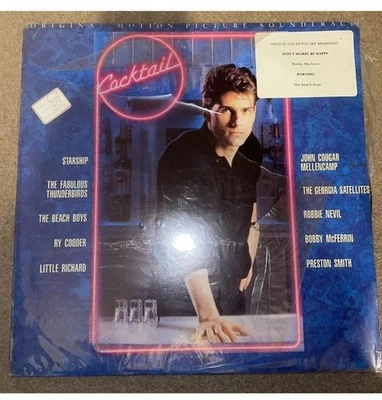 ORIGINAL MOTION PICTURE SOUNDTRACK
Cocktail
DON'T WORRY BE HAPPY
Bobby McFerrin
KOKOMO
The Beach Boys
STARSHIP
THE FABULOUS
THUNDERBIRDS
THE BEACH BOYS
RY COODER
LITTLE RICHARD
JOHN COUGAR
MELLENCAMP
THE GEORGIA SATELLITES
ROBBIE NEVIL
BOBBY McFERRIN
PRESTON SMITH